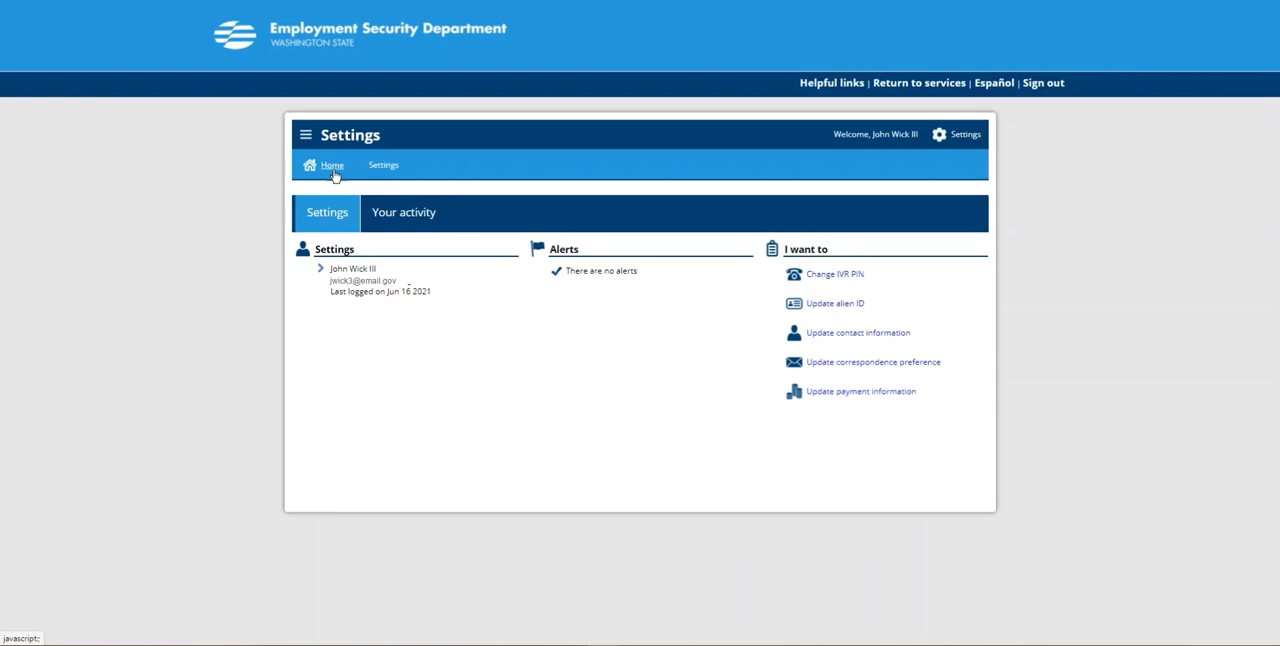 Employment Security Department
WASHINGTON STATE
Helpful links | Return to services | Español | Sign out
Settings
Welcome, John Wick III
Settings
Home
Settings
Settings
Your activity
Settings
John Wick III
jwick3@email.gov
Last logged on Jun 16 2021
Alerts
There are no alerts
I want to
Change IVR PIN
Update alien ID
Update contact information
Update correspondence preference
Update payment information
javascript:;